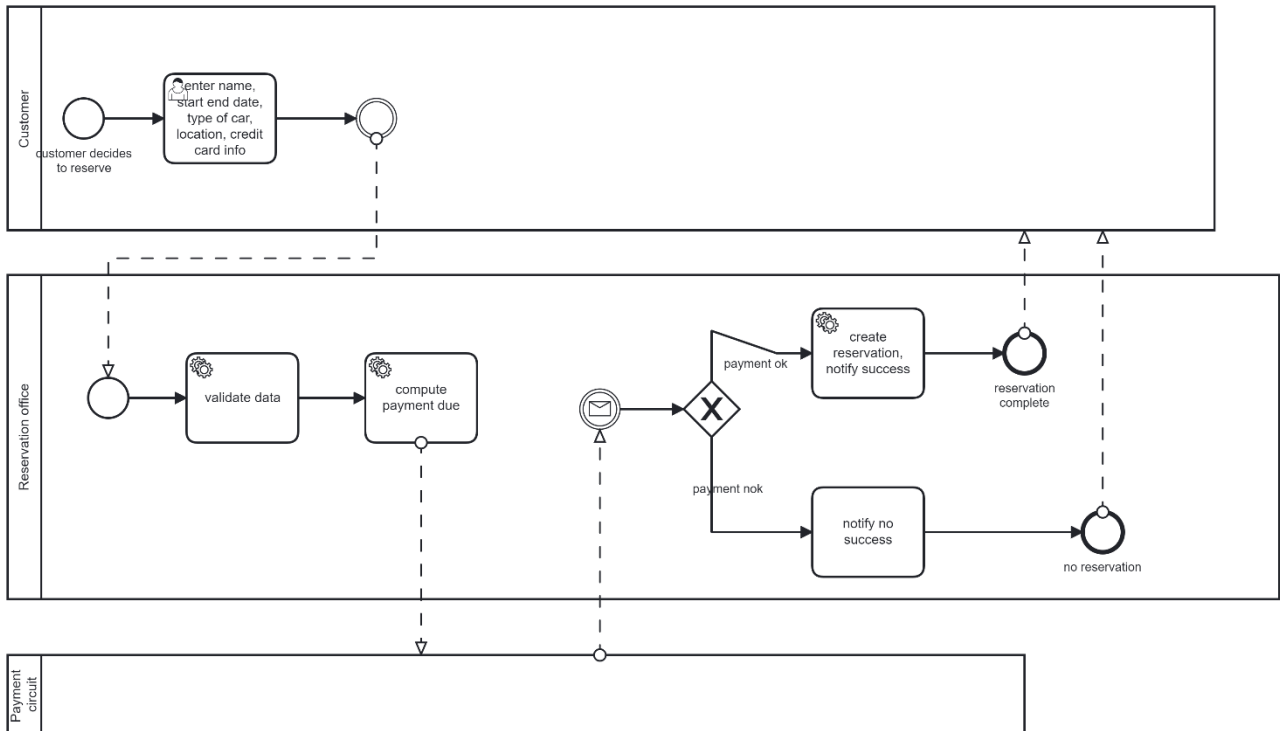 Customer
customer decides
to reserve
enter name,
start end date,
type of car,
location, credit
card info
Reservation office
validate data
compute
payment due
payment ok
payment nok
create
reservation,
notify success
reservation
complete
notify no
success
no reservation
Payment
circuit